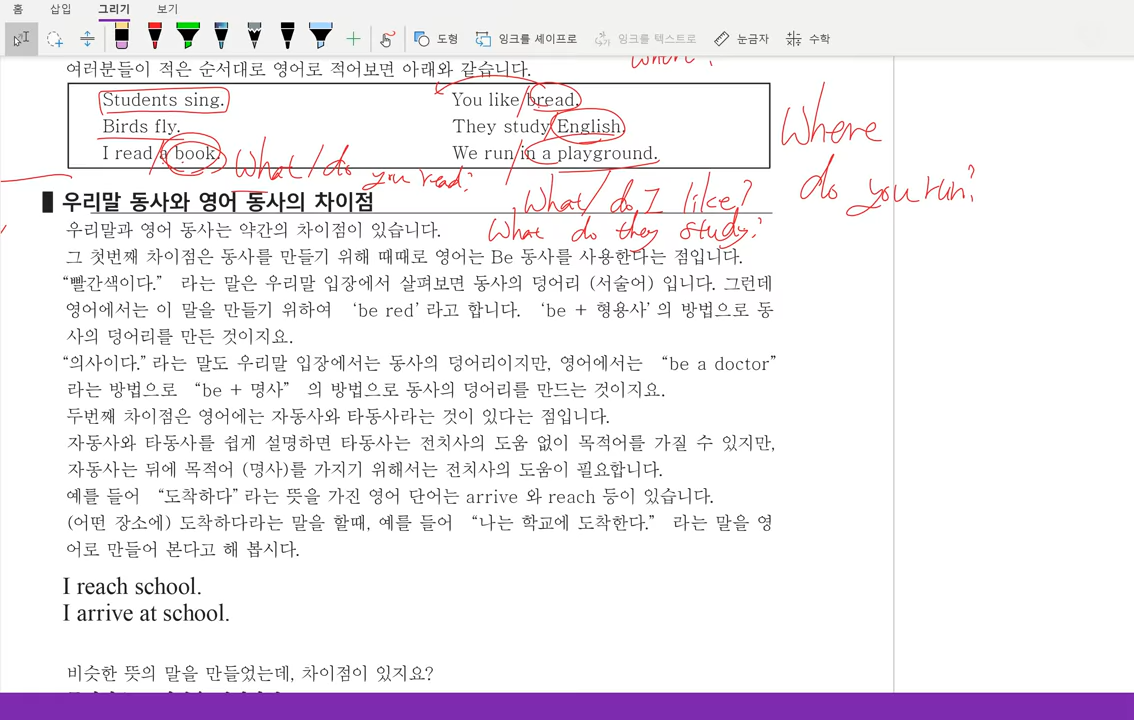 홈 삽입 그리기 보기
도형 잉크를 셰이프로 잉크를 텍스트로 눈금자 수학
여러분들이 적은 순서대로 영어로 적어보면 아래와 같습니다.
Where?
Students sing. You like bread.
Birds fly. They study English.
I read a book. We run in a playground.
Where
do you run?
What / do
you read?
What / do I like?
What do they study?
■ 우리말 동사와 영어 동사의 차이점
우리말과 영어 동사는 약간의 차이점이 있습니다.
그 첫번째 차이점은 동사를 만들기 위해 때때로 영어는 Be 동사를 사용한다는 점입니다.
“빨간색이다.” 라는 말은 우리말 입장에서 살펴보면 동사의 덩어리 (서술어) 입니다. 그런데
영어에서는 이 말을 만들기 위하여 ‘be red’ 라고 합니다. ‘be + 형용사’ 의 방법으로 동
사의 덩어리를 만든 것이지요.
“의사이다.” 라는 말도 우리말 입장에서는 동사의 덩어리이지만, 영어에서는 “be a doctor”
라는 방법으로 “be + 명사” 의 방법으로 동사의 덩어리를 만드는 것이지요.
두번째 차이점은 영어에는 자동사와 타동사라는 것이 있다는 점입니다.
자동사와 타동사를 쉽게 설명하면 타동사는 전치사의 도움 없이 목적어를 가질 수 있지만,
자동사는 뒤에 목적어 (명사)를 가지기 위해서는 전치사의 도움이 필요합니다.
예를 들어 “도착하다” 라는 뜻을 가진 영어 단어는 arrive 와 reach 등이 있습니다.
(어떤 장소에) 도착하다라는 말을 할때, 예를 들어 “나는 학교에 도착한다.” 라는 말을 영
어로 만들어 본다고 해 봅시다.
I reach school.
I arrive at school.
비슷한 뜻의 말을 만들었는데, 차이점이 있지요?